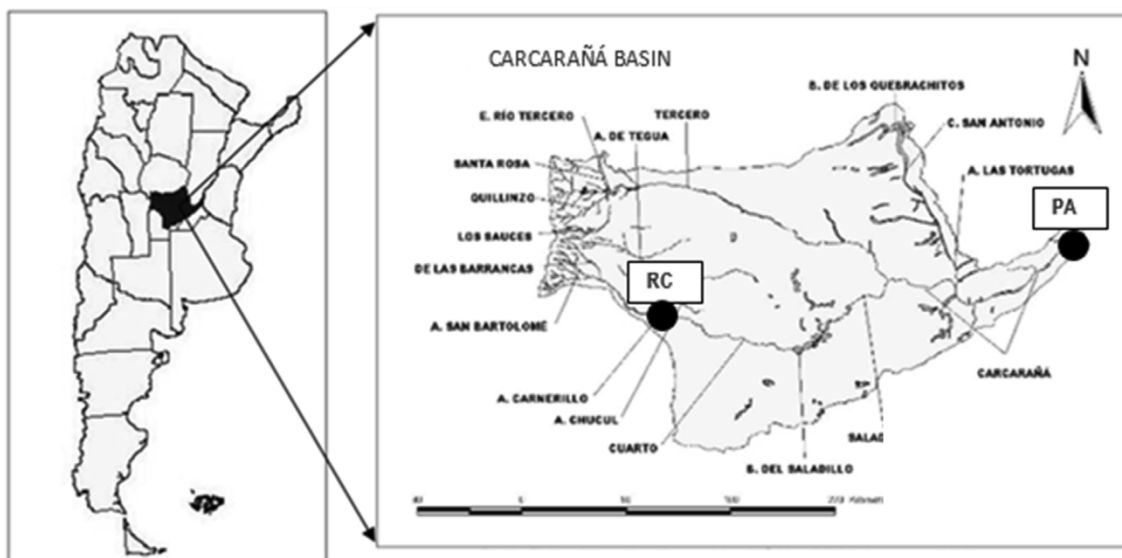 CARCARAÑÁ BASIN
N
B. DE LOS QUEBRACHITOS
E. RÍO TERCERO
TERCERO
C. SAN ANTONIO
A. DE TEGUA
SANTA ROSA
A. LAS TORTUGAS
QUILLINZO
PA
LOS SAUCES
DE LAS BARRANCAS
RC
A. SAN BARTOLOMÉ
CARCARAÑÁ
A. CARNERILLO
A. CHUCUL
CUARTO
SALAD
B. DEL SALADILLO
0